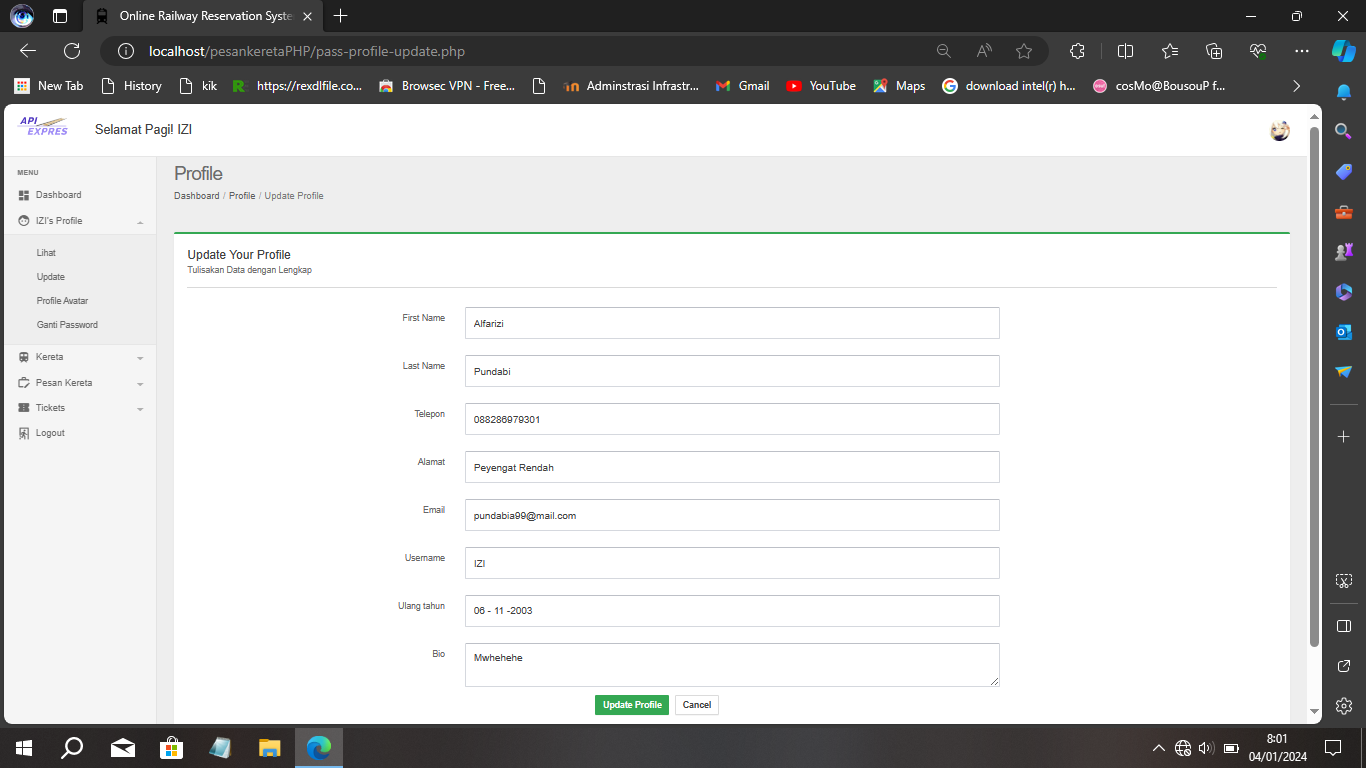 Online Railway Reservation Syste
localhost/pesankeretaPHP/pass-profile-update.php
New Tab
History
kik
https://rexdlfile.co...
Browsec VPN - Free...
Adminstrasi Infrastr...
Gmail
YouTube
Maps
download intel(r) h...
cosMo@BousouP f...
API
EXPRES
Selamat Pagi! IZI
MENU
Dashboard
IZI's Profile
Lihat
Update
Profile Avatar
Ganti Password
Kereta
Pesan Kereta
Tickets
Logout
Profile
Dashboard / Profile / Update Profile
Update Your Profile
Tulisakan Data dengan Lengkap
First Name
Alfarizi
Last Name
Pundabi
Telepon
088286979301
Alamat
Peyengat Rendah
Email
pundabia99@mail.com
Username
IZI
Ulang tahun
06 - 11 -2003
Bio
Mwhehehe
Update Profile
Cancel
8:01
04/01/2024